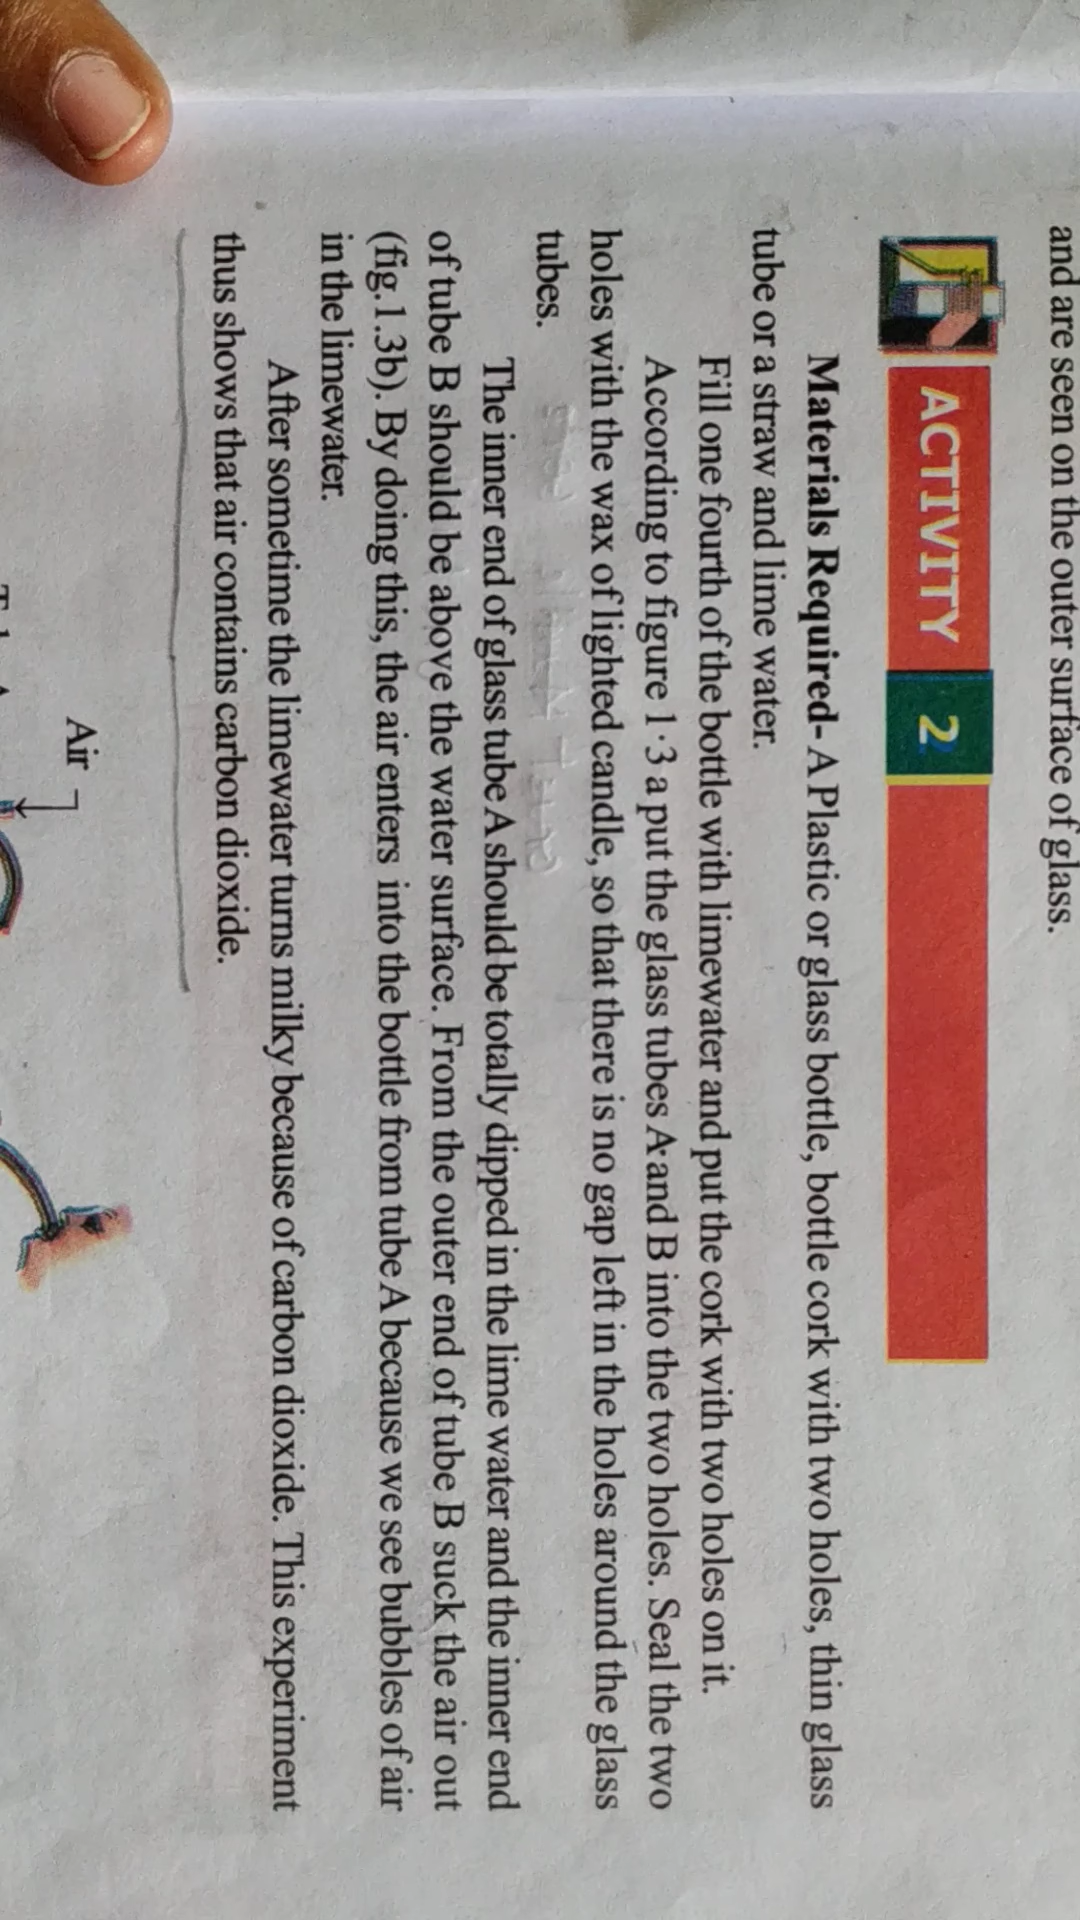 and are seen on the outer surface of glass.
ACTIVITY 2
Materials Required- A Plastic or glass bottle, bottle cork with two holes, thin glass
tube or a straw and lime water.
Fill one fourth of the bottle with limewater and put the cork with two holes on it.
According to figure 1·3 a put the glass tubes A and B into the two holes. Seal the two
holes with the wax of lighted candle, so that there is no gap left in the holes around the glass
tubes.
The inner end of glass tube A should be totally dipped in the lime water and the inner end
of tube B should be above the water surface. From the outer end of tube B suck the air out
(fig.1.3b). By doing this, the air enters into the bottle from tube A because we see bubbles of air
in the limewater.
After sometime the limewater turns milky because of carbon dioxide. This experiment
thus shows that air contains carbon dioxide.
Air